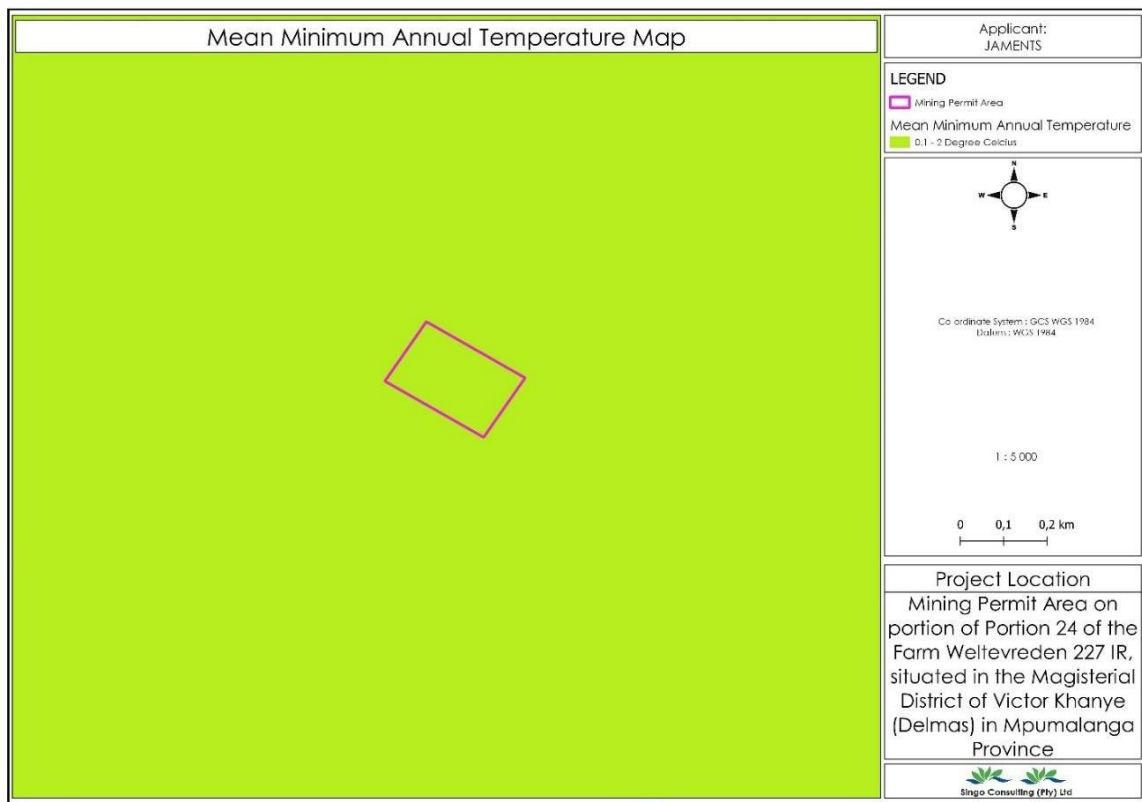 Mean Minimum Annual Temperature Map
Applicant:
JAMENTS
LEGEND
Mining Permit Area
Mean Minimum Annual Temperature
0.1 - 2 Degree Celcius
N
W E
S
Co ordinate System : GCS WGS 1984
Datem : WGS 1984
1 : 5 000
0 0,1 0,2 km
Project Location
Mining Permit Area on
portion of Portion 24 of the
Farm Weltevreden 227 IR,
situated in the Magisterial
District of Victor Khanye
(Delmas) in Mpumalanga
Province
Singo Consulting (Pty) Ltd